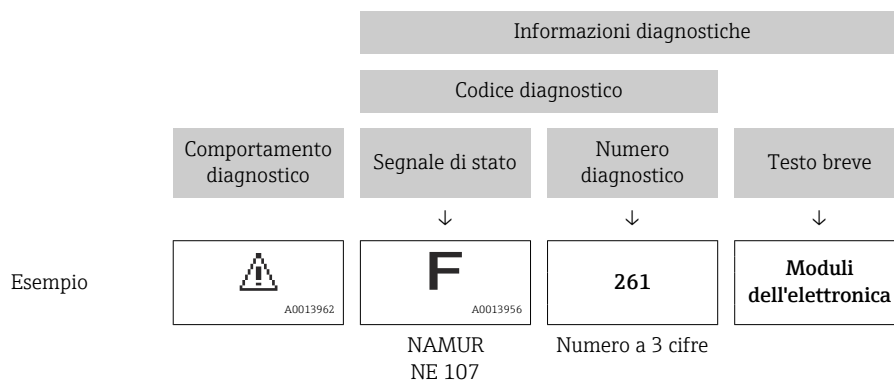 Informazioni diagnostiche
Codice diagnostico
Comportamento
diagnostico
Segnale di stato
Numero
diagnostico
Testo breve
Esempio
A0013962
F
A0013956
261
Moduli
dell'elettronica
NAMUR
NE 107
Numero a 3 cifre